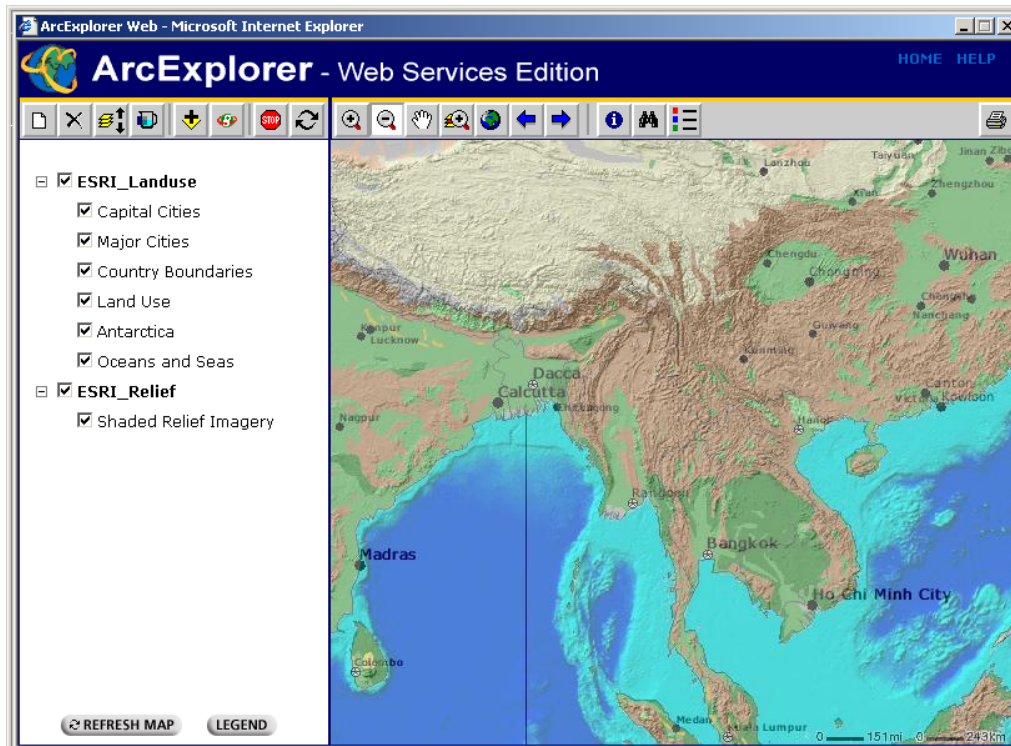 ArcExplorer Web - Microsoft Internet Explorer
ArcExplorer - Web Services Edition
HOME HELP
STOP
ESRI_Landuse
Capital Cities
Major Cities
Country Boundaries
Land Use
Antarctica
Oceans and Seas
ESRI_Relief
Shaded Relief Imagery
REFRESH MAP
LEGEND
Lanzhou
Taiyuan
Jinan
Zibo
Xian
Zhengzhou
Chengdu
Chongqing
Wuhan
Changsha
Nanchang
Kanpur
Lucknow
Guiyang
Kunming
Dacca
Calcutta
Chittagong
Canton
Victoria
Kowloon
Nagpur
Hanoi
Rangoon
Bangkok
Madras
Ho Chi Minh City
Colombo
Medan
Kuala Lumpur
0 151mi 0 243km